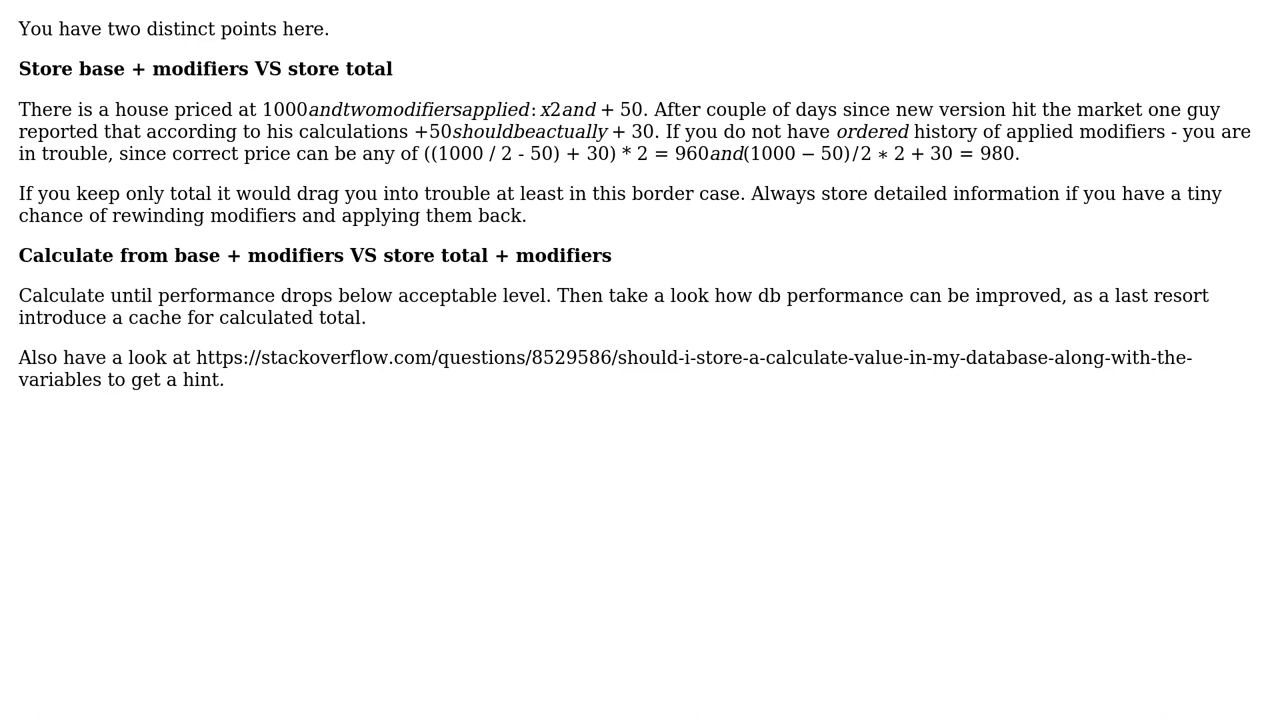 You have two distinct points here.
Store base + modifiers VS store total
There is a house priced at 1000andtwomodifiersapplied: x2and + 50. After couple of days since new version hit the market one guy
reported that according to his calculations +50shouldbeactually + 30. If you do not have ordered history of applied modifiers - you are
in trouble, since correct price can be any of ((1000 / 2 - 50) + 30) * 2 = 960and(1000 − 50)/2 ∗ 2 + 30 = 980.
If you keep only total it would drag you into trouble at least in this border case. Always store detailed information if you have a tiny
chance of rewinding modifiers and applying them back.
Calculate from base + modifiers VS store total + modifiers
Calculate until performance drops below acceptable level. Then take a look how db performance can be improved, as a last resort
introduce a cache for calculated total.
Also have a look at https://stackoverflow.com/questions/8529586/should-i-store-a-calculate-value-in-my-database-along-with-the-
variables to get a hint.